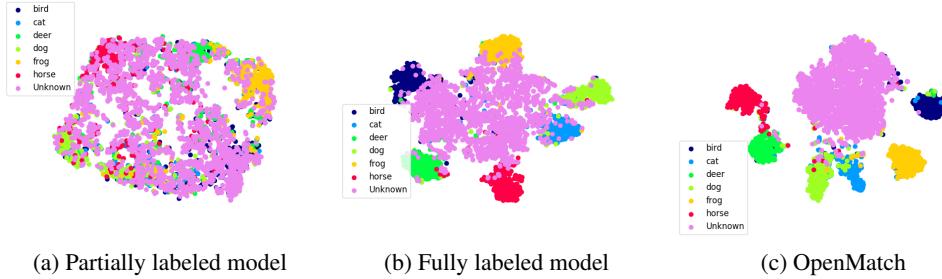 bird
cat
deer
dog
frog
horse
Unknown
bird
cat
deer
dog
frog
horse
Unknown
bird
cat
deer
dog
frog
horse
Unknown
(a) Partially labeled model
(b) Fully labeled model
(c) OpenMatch